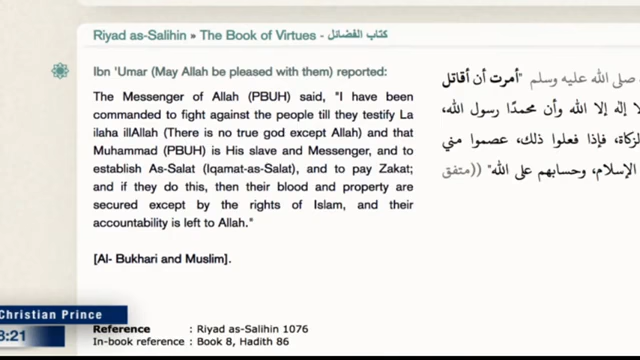 Riyad as-Salihin » The Book of Virtues - كتاب الفضائل
Ibn 'Umar (May Allah be pleased with them) reported:
The Messenger of Allah (PBUH) said, "I have been
commanded to fight against the people till they testify La
ilaha illAllah (There is no true god except Allah) and that
Muhammad (PBUH) is His slave and Messenger, and to
establish As-Salat (Iqamat-as-Salat), and to pay Zakat;
and if they do this, then their blood and property are
secured except by the rights of Islam, and their
accountability is left to Allah."
[Al- Bukhari and Muslim].
صلى الله عليه وسلم "أمرت أن أقاتل
إله إلا الله وأن محمدًا رسول الله،
الزكاة، فإذا فعلوا ذلك، عصموا مني
الإسلام، وحسابهم على الله" ((متفق
Reference : Riyad as-Salihin 1076
In-book reference : Book 8, Hadith 86
Christian Prince
8:21